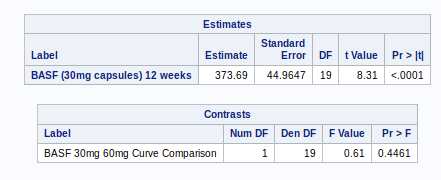 Estimates
Label Estimate Standard Error DF t Value Pr > |t|
BASF (30mg capsules) 12 weeks 373.69 44.9647 19 8.31 <.0001
Contrasts
Label Num DF Den DF F Value Pr > F
BASF 30mg 60mg Curve Comparison 1 19 0.61 0.4461